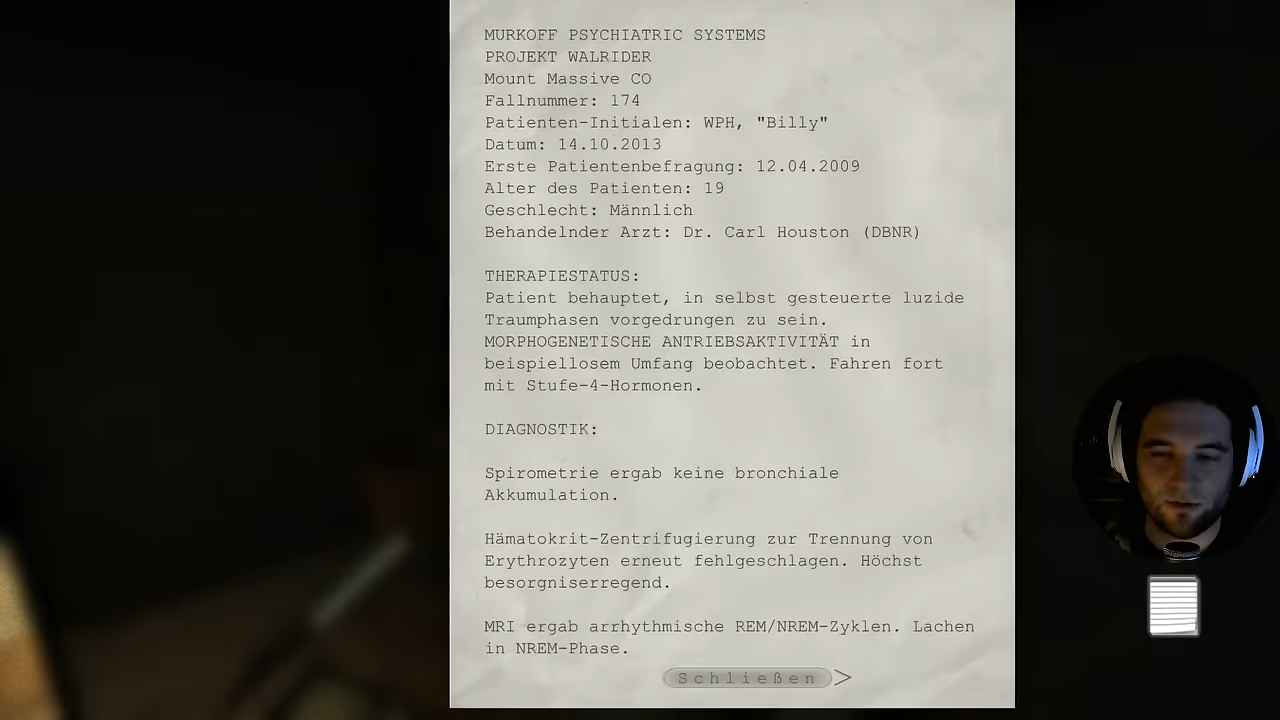 MURKOFF PSYCHIATRIC SYSTEMS
PROJEKT WALRIDER
Mount Massive CO
Fallnummer: 174
Patienten-Initialen: WPH, "Billy"
Datum: 14.10.2013
Erste Patientenbefragung: 12.04.2009
Alter des Patienten: 19
Geschlecht: Männlich
Behandelnder Arzt: Dr. Carl Houston (DBNR)
THERAPIESTATUS:
Patient behauptet, in selbst gesteuerte luzide
Traumphasen vorgedrungen zu sein.
MORPHOGENETISCHE ANTRIEBSAKTIVITÄT in
beispiellosem Umfang beobachtet. Fahren fort
mit Stufe-4-Hormonen.
DIAGNOSTIK:
Spirometrie ergab keine bronchiale
Akkumulation.
Hämatokrit-Zentrifugierung zur Trennung von
Erythrozyten erneut fehlgeschlagen. Höchst
besorgniserregend.
MRI ergab arrhythmische REM/NREM-Zyklen. Lachen
in NREM-Phase.
Schließen >